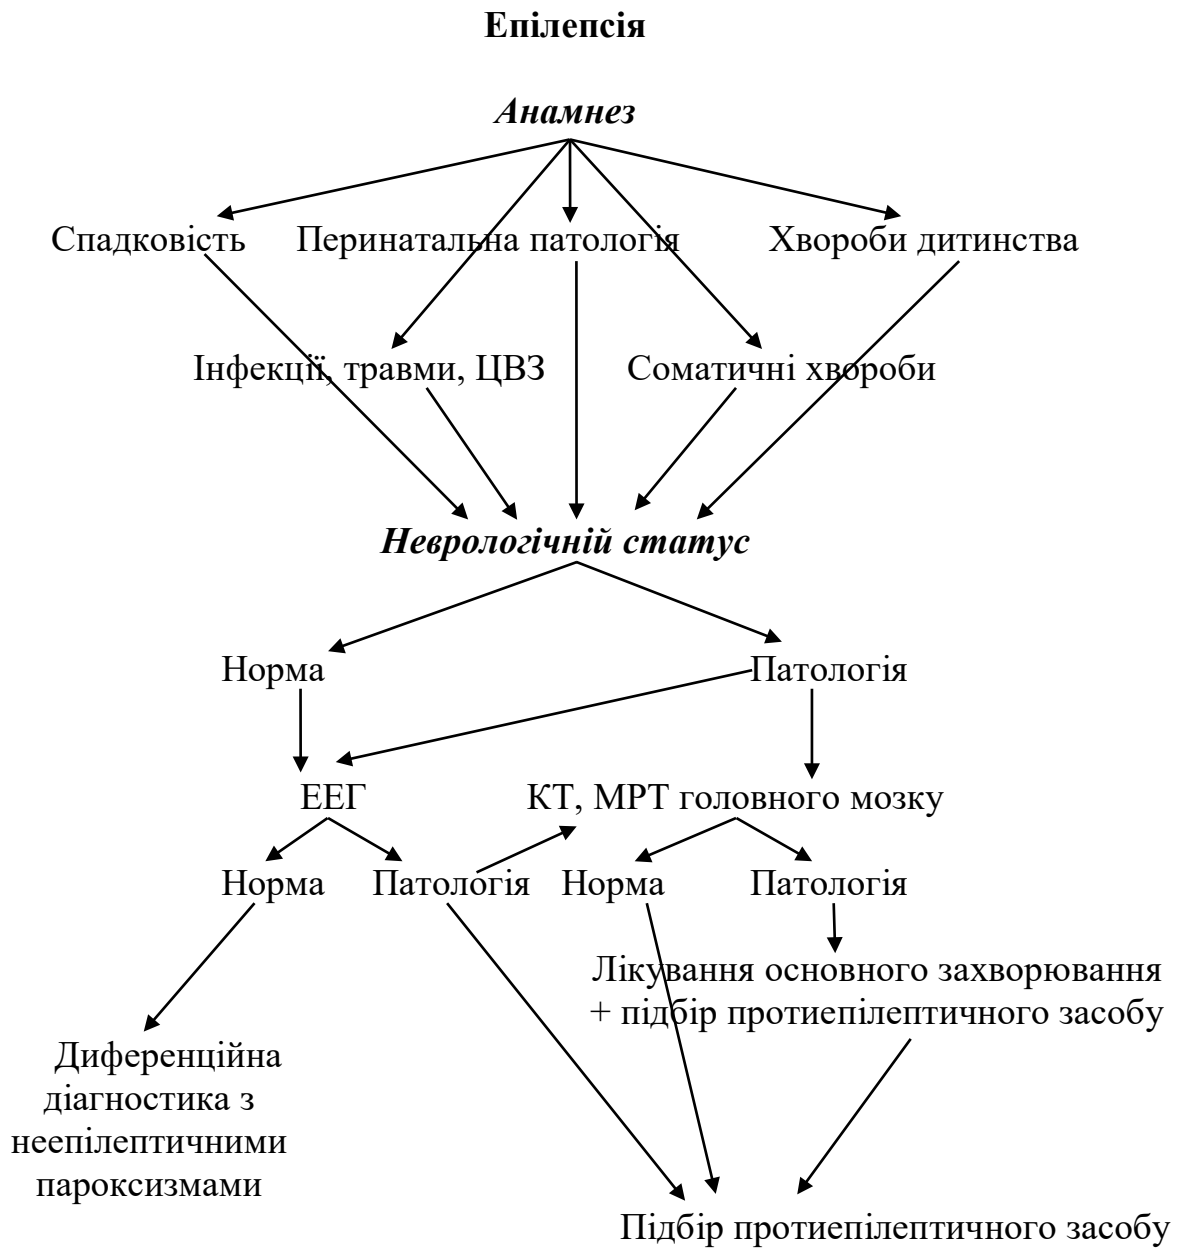 Епілепсія
Анамнез
Спадковість Перинатальна патологія Хвороби дитинства
Інфекції, травми, ЦВЗ Соматичні хвороби
Неврологічній статус
Норма Патологія
ЕЕГ КТ, МРТ головного мозку
Норма Патологія Норма Патологія
Лікування основного захворювання
+ підбір протиепілептичного засобу
Диференційна
діагностика з
неепілептичними
пароксизмами
Підбір протиепілептичного засобу